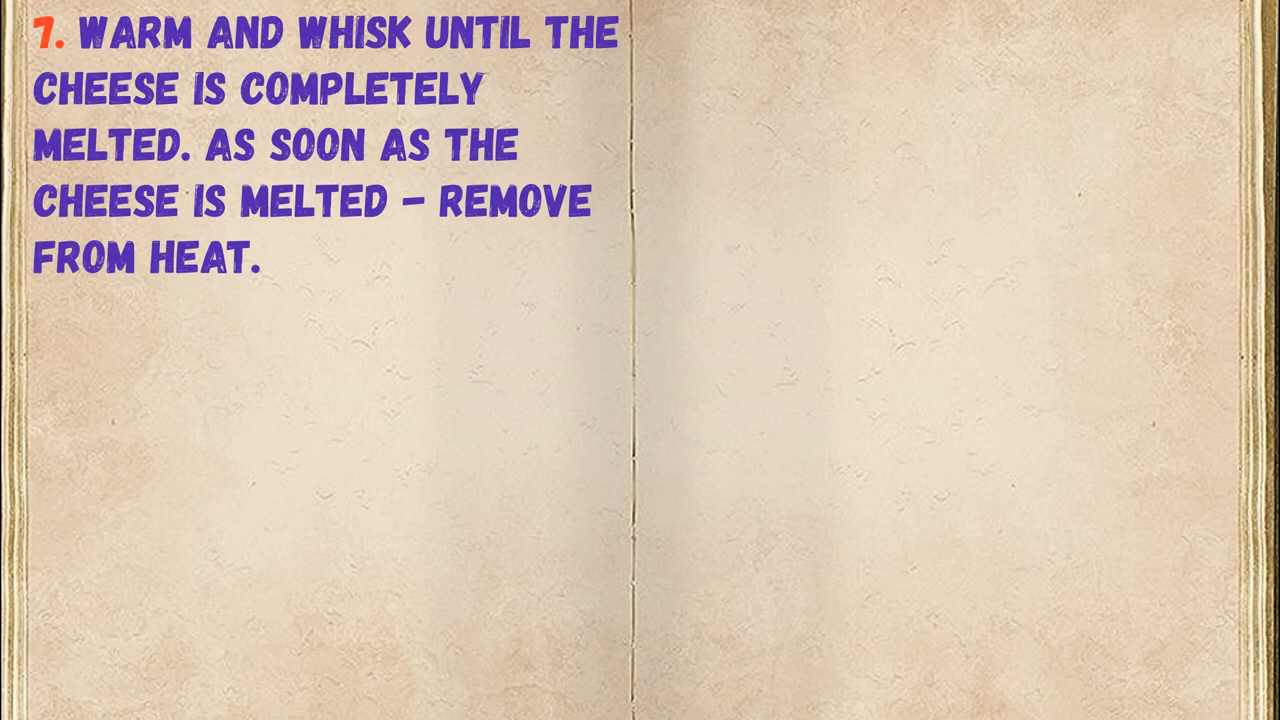 7. WARM AND WHISK UNTIL THE
CHEESE IS COMPLETELY
MELTED. AS SOON AS THE
CHEESE IS MELTED – REMOVE
FROM HEAT.